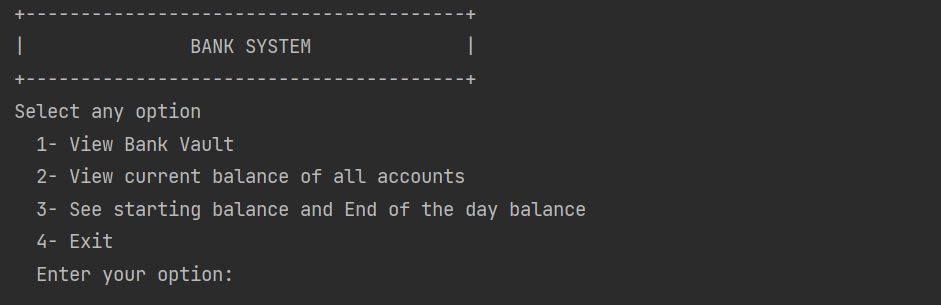 +----------------------------------------+
|               BANK SYSTEM              |
+----------------------------------------+
Select any option
  1- View Bank Vault
  2- View current balance of all accounts
  3- See starting balance and End of the day balance
  4- Exit
  Enter your option: